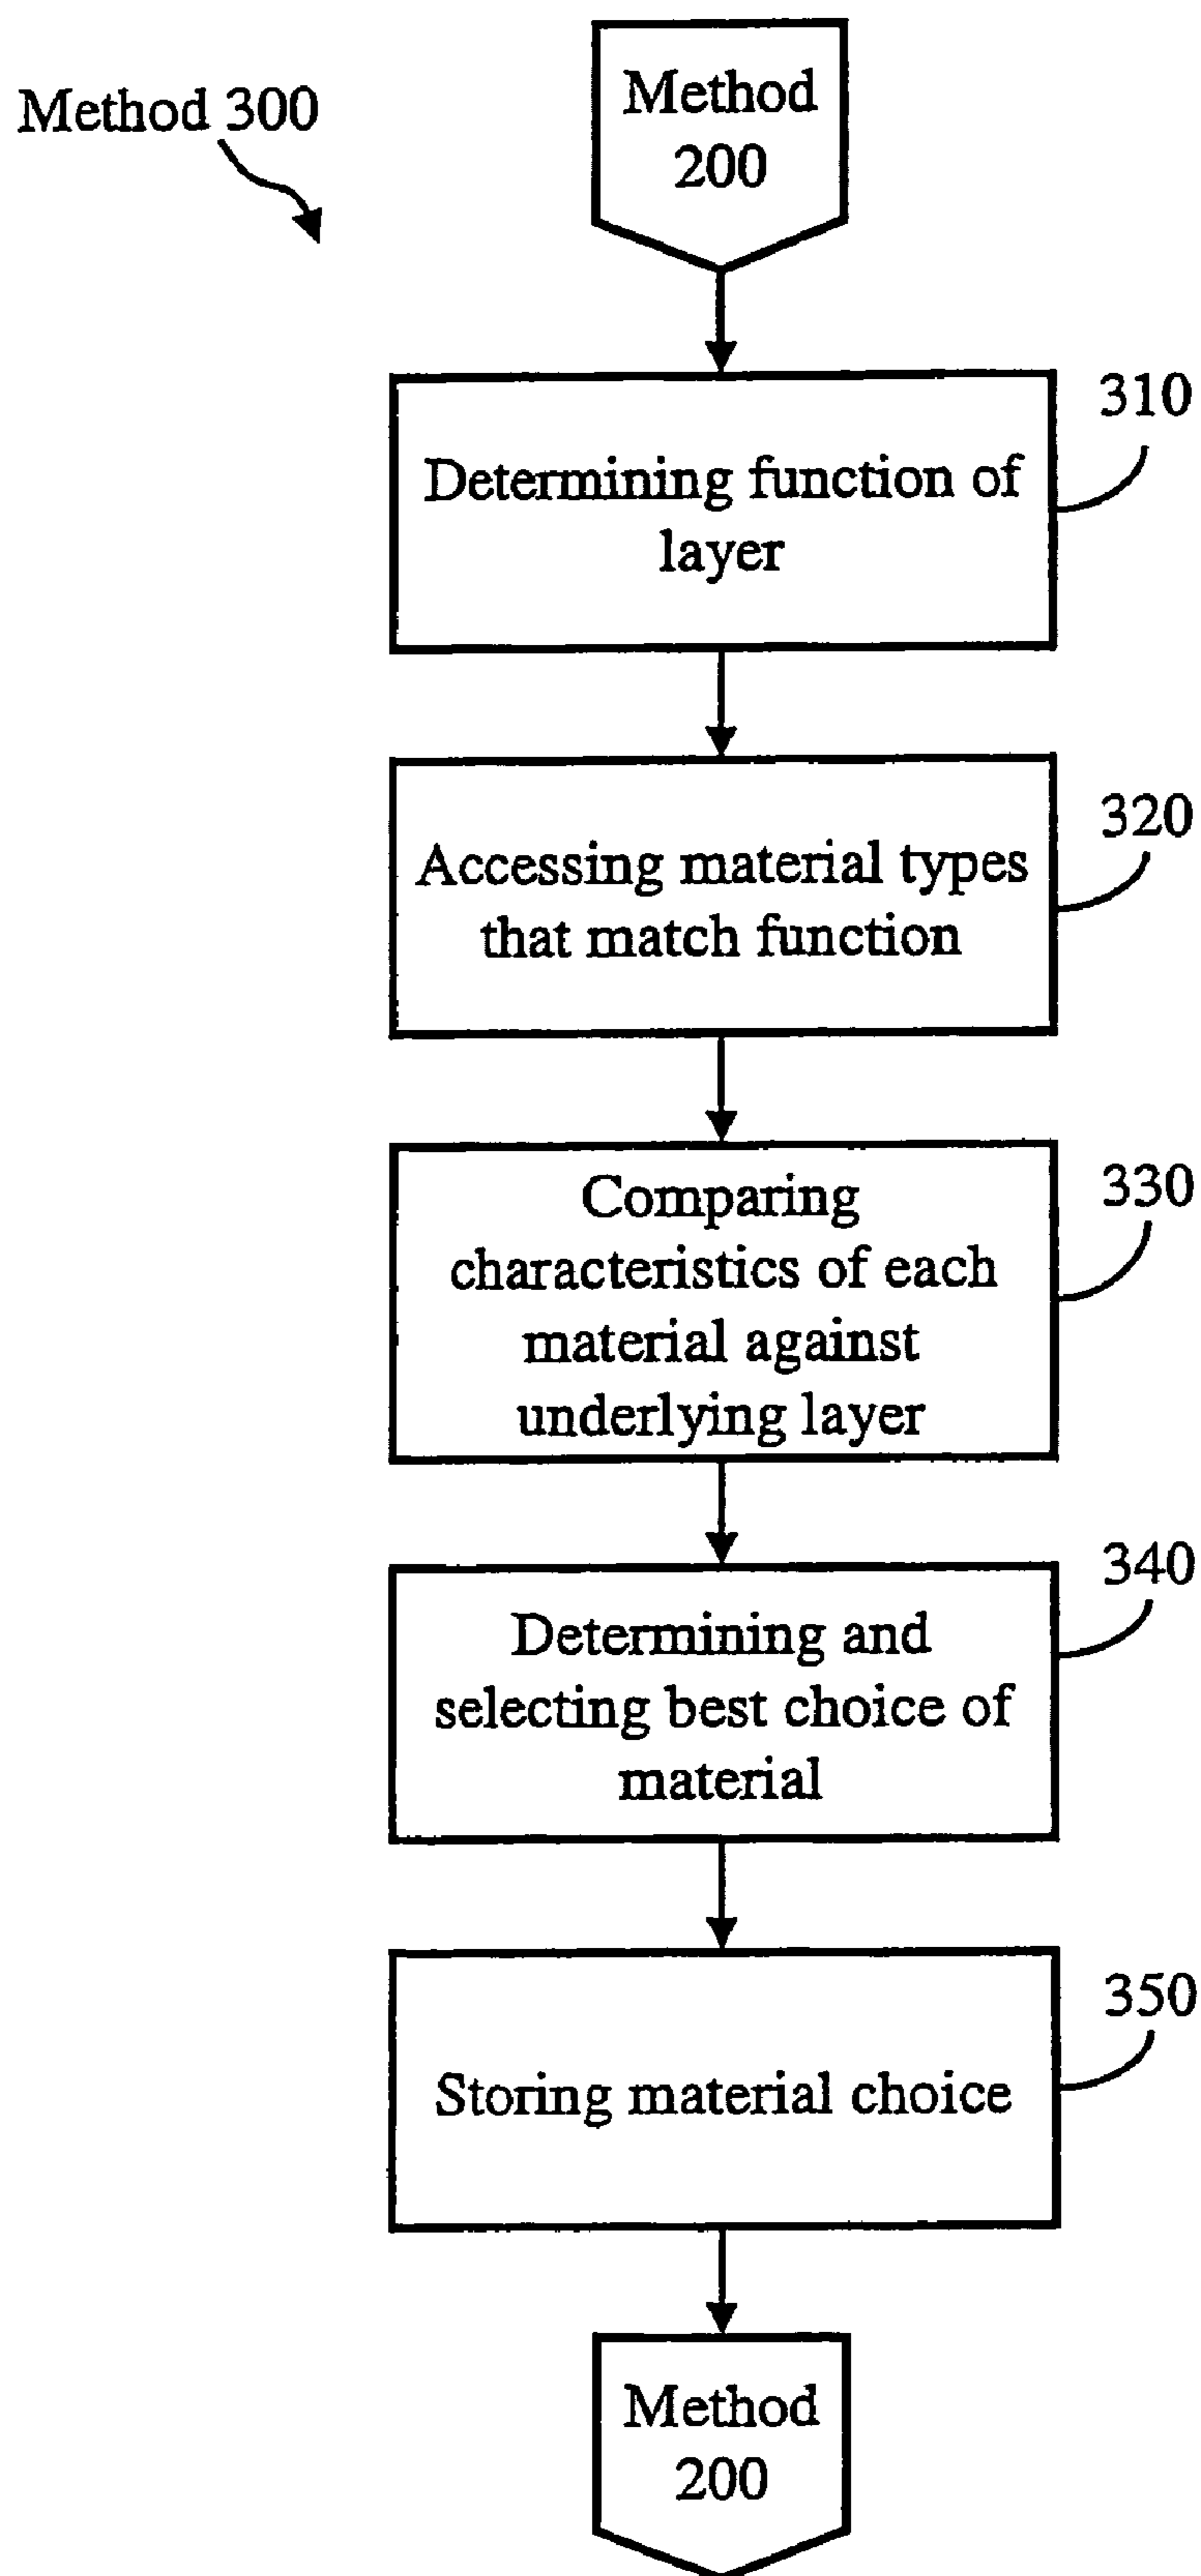 Method 300
Method
200
310
Determining function of
layer
320
Accessing material types
that match function
330
Comparing
characteristics of each
material against
underlying layer
340
Determining and
selecting best choice of
material
350
Storing material choice
Method
200